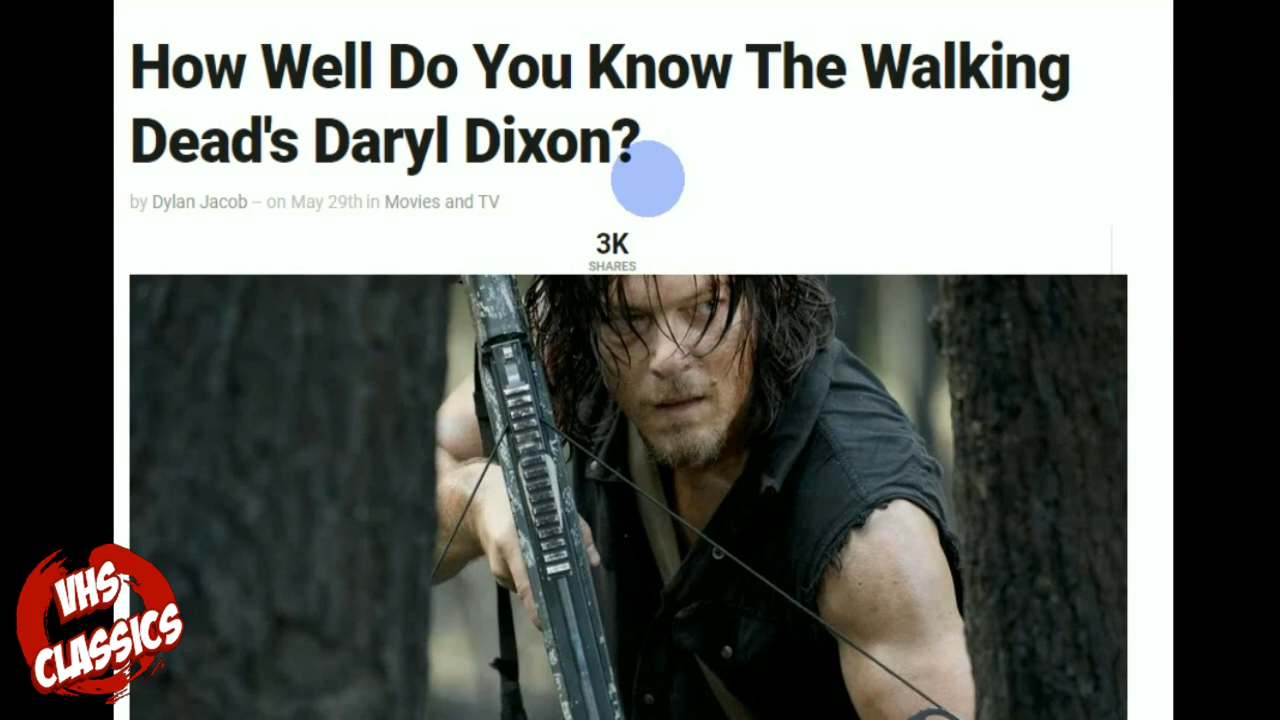 How Well Do You Know The Walking
Dead's Daryl Dixon?
by Dylan Jacob – on May 29th in Movies and TV
3K
SHARES
VHS
CLASSICS